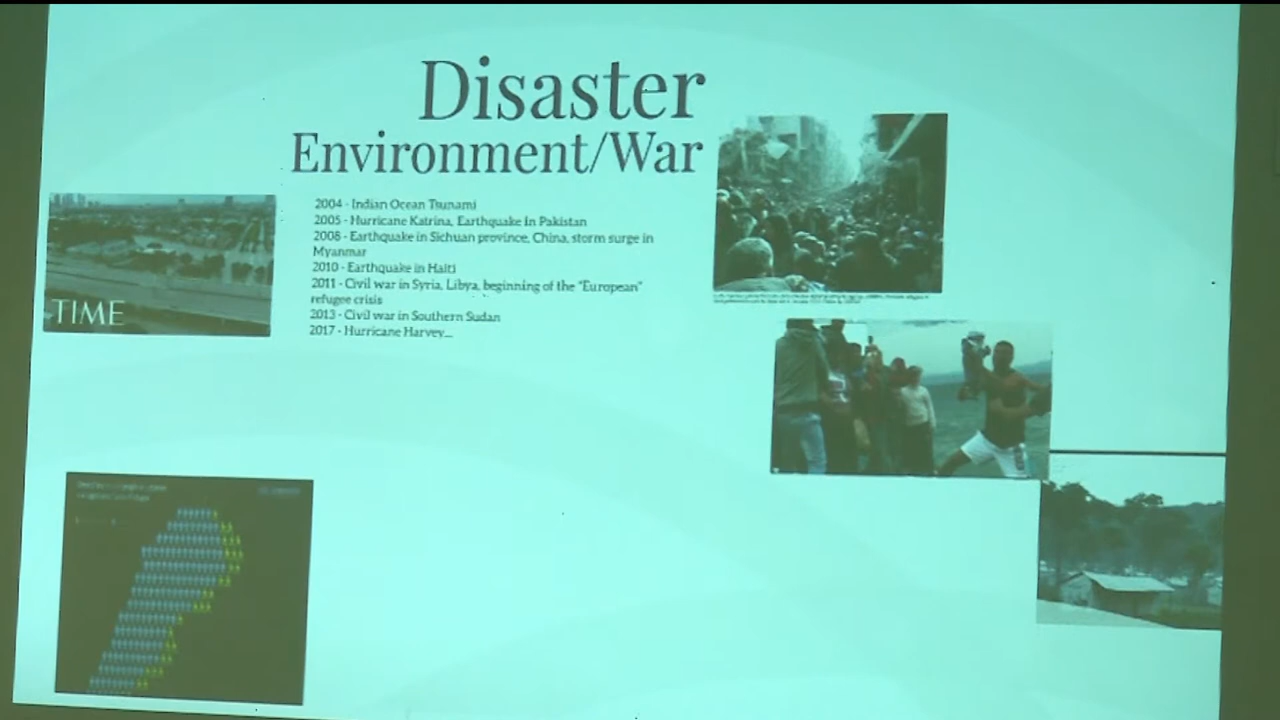 Disaster
Environment/War
2004 - Indian Ocean Tsunami
2005 - Hurricane Katrina, Earthquake in Pakistan
2008 - Earthquake in Sichuan province, China, storm surge in
Myanmar
2010 - Earthquake in Haiti
2011 - Civil war in Syria, Libya, beginning of the "European"
refugee crisis
2013 - Civil war in Southern Sudan
2017 - Hurricane Harvey...
TIME